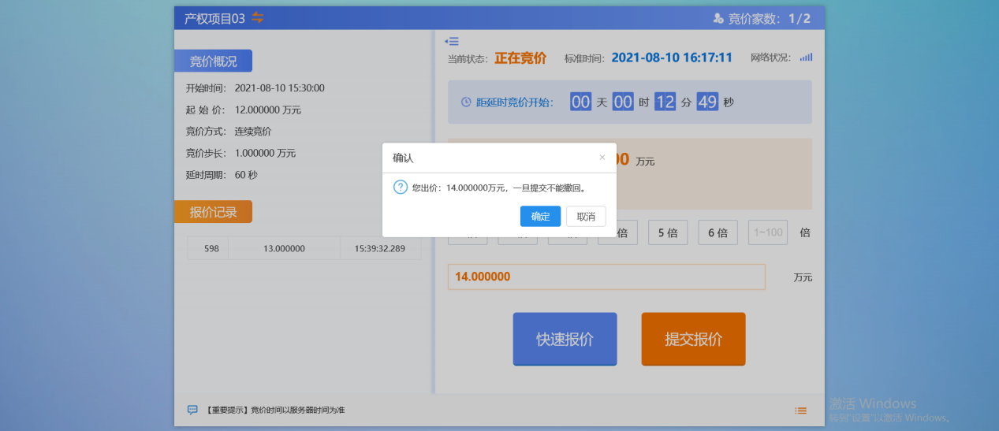 产权项目03
竞价家数：1/2
竞价概况
开始时间：2021-08-10 15:30:00
起 始 价：12.000000 万元
竞价方式：连续竞价
竞价步长：1.000000 万元
延时周期：60 秒
报价记录
598 13.000000 15:39:32.289
当前状态：正在竞价 标准时间：2021-08-10 16:17:11 网络状况：
距延时竞价开始：00 天 00 时 12 分 49 秒
万元
确认
×
您出价：14.000000万元，一旦提交不能撤回。
确定 取消
倍 5 倍 6 倍 1~100 倍
14.000000 万元
快速报价 提交报价
【重要提示】竞价时间以服务器时间为准
激活 Windows
转到"设置"以激活 Windows。